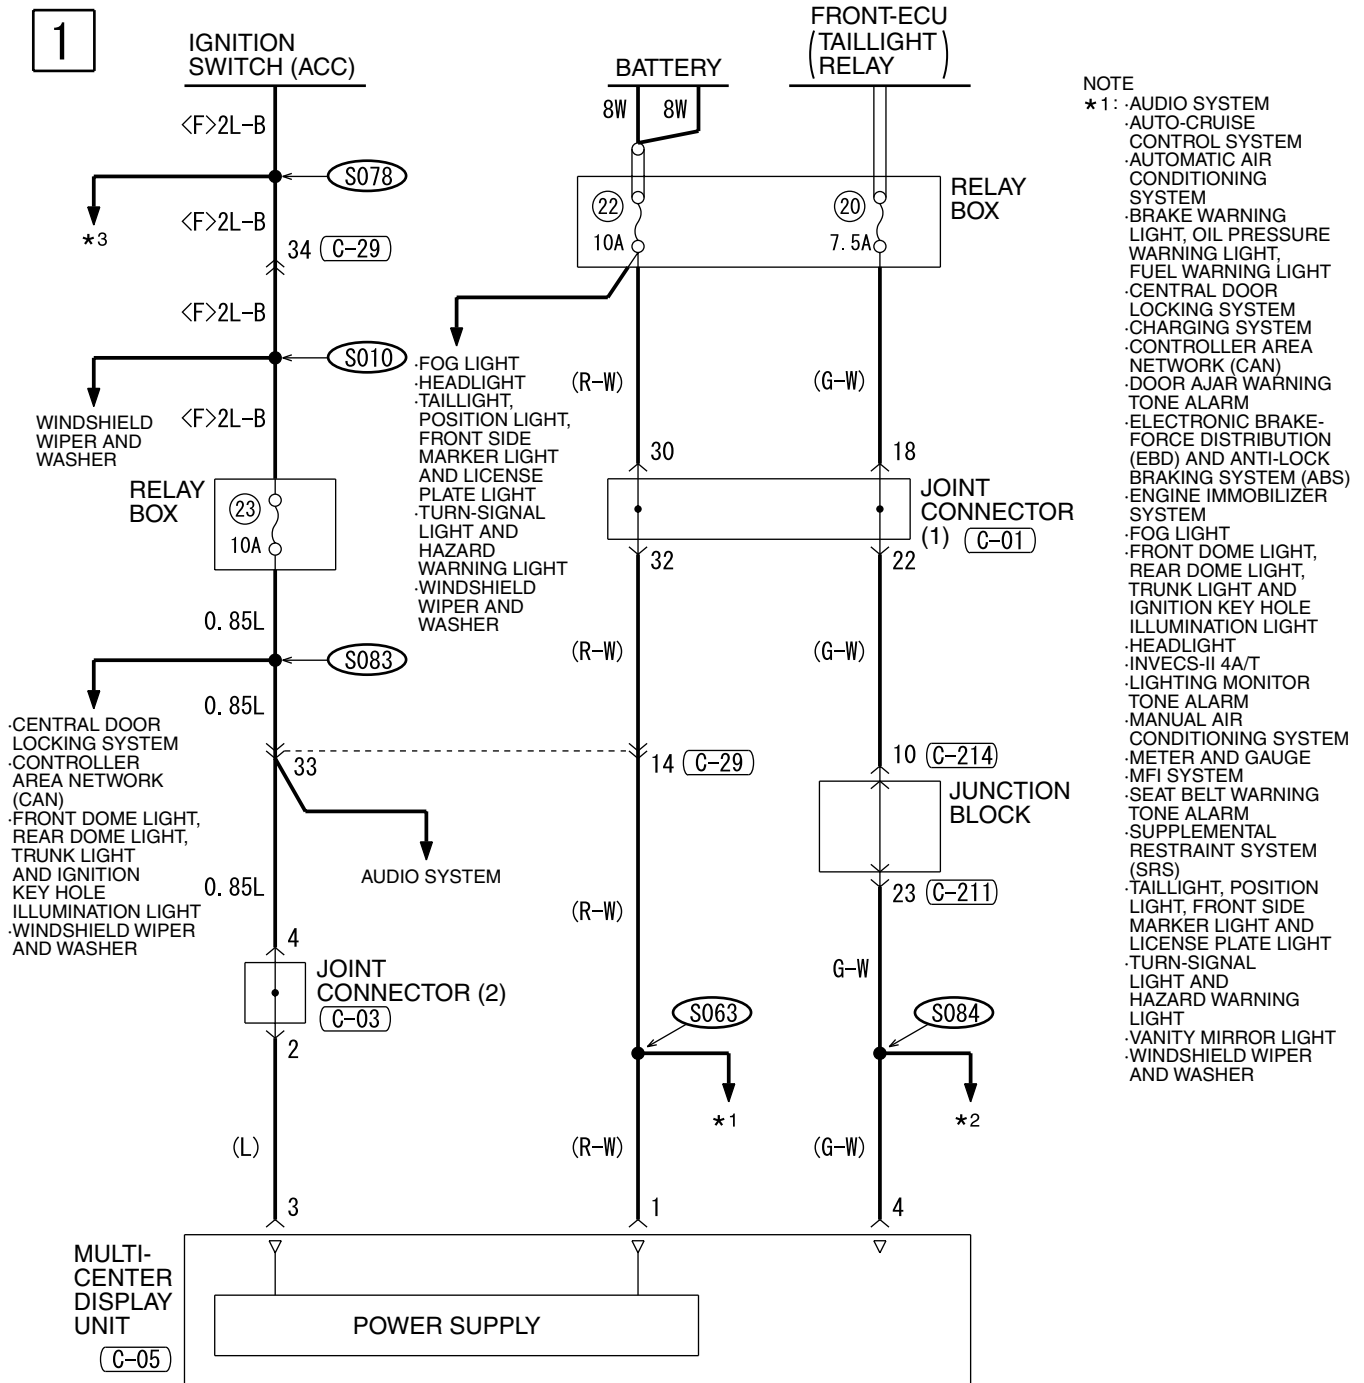 1
IGNITION
SWITCH (ACC)
BATTERY
FRONT-ECU
(TAILLIGHT
RELAY)
8W
8W
<F>2L-B
S078
*3
<F>2L-B
34
C-29
<F>2L-B
S010
WINDSHIELD
WIPER AND
WASHER
<F>2L-B
RELAY
BOX
23
10A
0.85L
S083
·CENTRAL DOOR
LOCKING SYSTEM
·CONTROLLER
AREA NETWORK
(CAN)
·FRONT DOME LIGHT,
REAR DOME LIGHT,
TRUNK LIGHT
AND IGNITION
KEY HOLE
ILLUMINATION LIGHT
·WINDSHIELD WIPER
AND WASHER
0.85L
33
AUDIO SYSTEM
0.85L
4
JOINT
CONNECTOR (2)
C-03
2
(L)
3
22
10A
20
7.5A
RELAY
BOX
·FOG LIGHT
·HEADLIGHT
·TAILLIGHT,
POSITION LIGHT,
FRONT SIDE
MARKER LIGHT
AND LICENSE
PLATE LIGHT
·TURN-SIGNAL
LIGHT AND
HAZARD
WARNING LIGHT
·WINDSHIELD
WIPER AND
WASHER
(R-W)
(G-W)
30
18
JOINT
CONNECTOR
(1)
C-01
32
22
(R-W)
(G-W)
14
C-29
10
C-214
JUNCTION
BLOCK
23
C-211
(R-W)
G-W
S063
S084
*1
*2
(R-W)
(G-W)
1
4
MULTI-
CENTER
DISPLAY
UNIT
C-05
POWER SUPPLY
NOTE
*1: ·AUDIO SYSTEM
·AUTO-CRUISE
CONTROL SYSTEM
·AUTOMATIC AIR
CONDITIONING
SYSTEM
·BRAKE WARNING
LIGHT, OIL PRESSURE
WARNING LIGHT,
FUEL WARNING LIGHT
·CENTRAL DOOR
LOCKING SYSTEM
·CHARGING SYSTEM
·CONTROLLER AREA
NETWORK (CAN)
·DOOR AJAR WARNING
TONE ALARM
·ELECTRONIC BRAKE-
FORCE DISTRIBUTION
(EBD) AND ANTI-LOCK
BRAKING SYSTEM (ABS)
·ENGINE IMMOBILIZER
SYSTEM
·FOG LIGHT
·FRONT DOME LIGHT,
REAR DOME LIGHT,
TRUNK LIGHT AND
IGNITION KEY HOLE
ILLUMINATION LIGHT
·HEADLIGHT
·INVECS-II 4A/T
·LIGHTING MONITOR
TONE ALARM
·MANUAL AIR
CONDITIONING SYSTEM
·METER AND GAUGE
·MFI SYSTEM
·SEAT BELT WARNING
TONE ALARM
·SUPPLEMENTAL
RESTRAINT SYSTEM
(SRS)
·TAILLIGHT, POSITION
LIGHT, FRONT SIDE
MARKER LIGHT AND
LICENSE PLATE LIGHT
·TURN-SIGNAL
LIGHT AND
HAZARD WARNING
LIGHT
·VANITY MIRROR LIGHT
·WINDSHIELD WIPER
AND WASHER